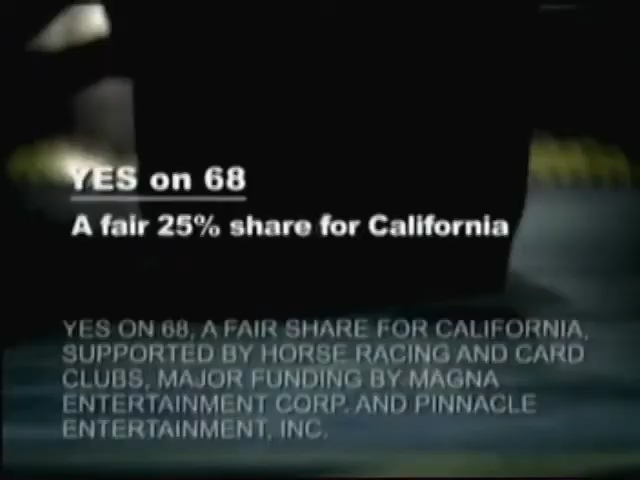 YES on 68
A fair 25% share for California
YES ON 68, A FAIR SHARE FOR CALIFORNIA,
SUPPORTED BY HORSE RACING AND CARD
CLUBS, MAJOR FUNDING BY MAGNA
ENTERTAINMENT CORP. AND PINNACLE
ENTERTAINMENT, INC.